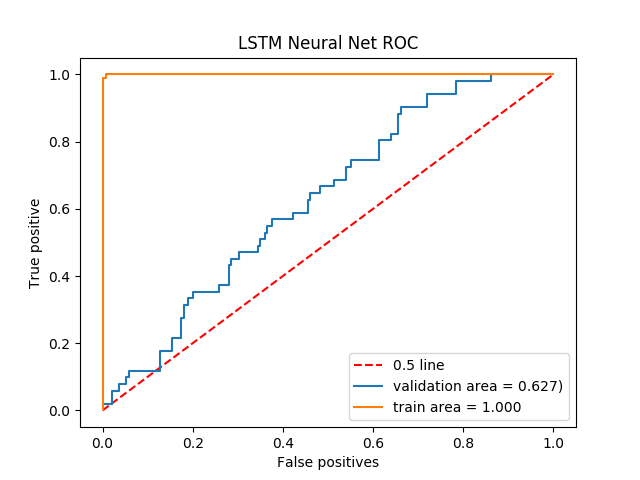 LSTM Neural Net ROC
1.0
0.8
0.6
0.4
0.2
0.0
True positive
0.5 line
validation area = 0.627)
train area = 1.000
0.0 0.2 0.4 0.6 0.8 1.0
False positives